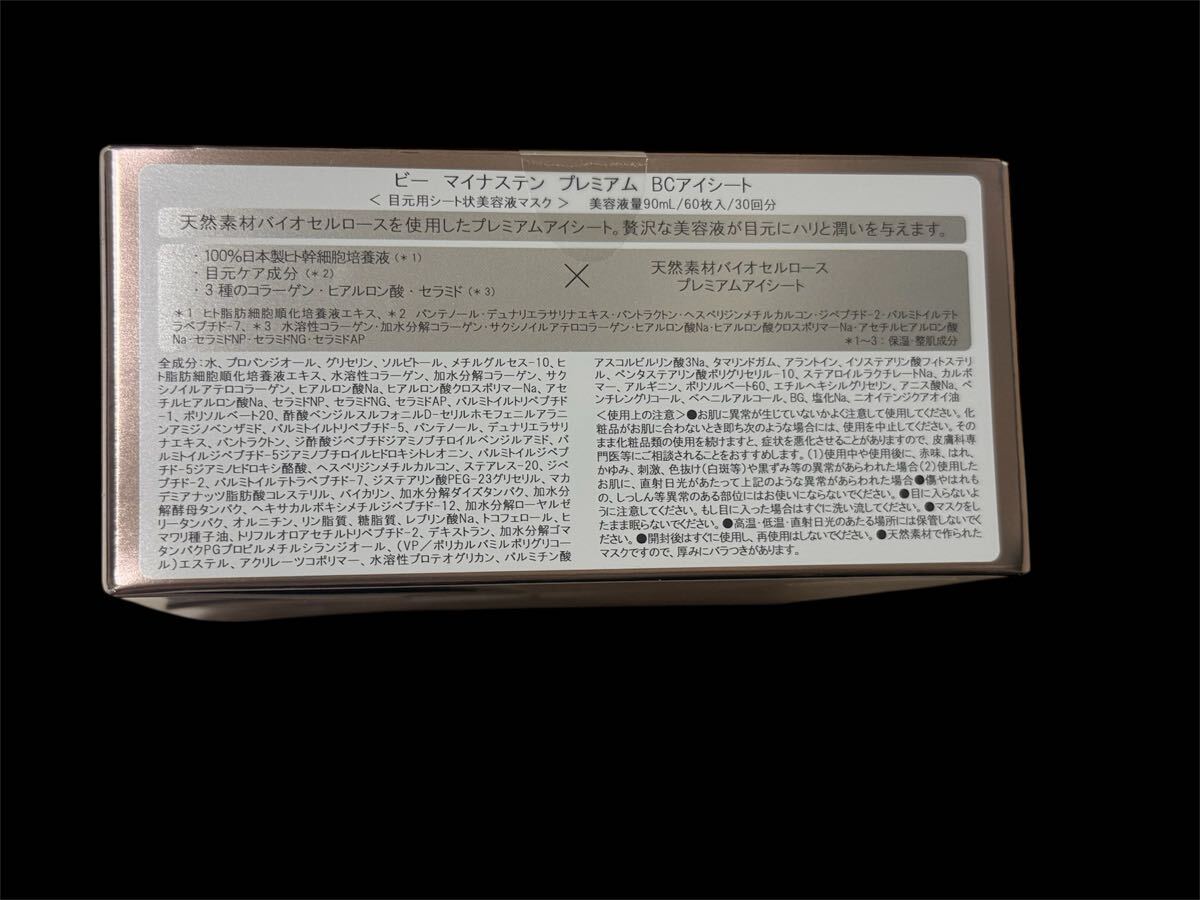 ビー マイナステン プレミアム BCアイシート
＜目元用シート状美容液マスク＞ 美容液量90mL/60枚入/30回分
天然素材バイオセルロースを使用したプレミアムアイシート。贅沢な美容液が目元にハリと潤いを与えます。
・100%日本製ヒト幹細胞培養液（＊1）
・目元ケア成分（＊2）
・3種のコラーゲン・ヒアルロン酸・セラミド（＊3）
×
天然素材バイオセルロース
プレミアムアイシート
＊1 ヒト脂肪細胞順化培養液エキス、＊2 パンテノール・デュナリエラサリナエキス・パントラクトン・ヘスペリジンメチルカルコン・ジペプチド-2・パルミトイルテト
ラペプチド-7、＊3 水溶性コラーゲン・加水分解コラーゲン・サクシノイルアテロコラーゲン・ヒアルロン酸Na・ヒアルロン酸クロスポリマーNa・アセチルヒアルロン酸
Na・セラミドNP・セラミドNG・セラミドAP ＊1～3：保湿・整肌成分
全成分：水、プロパンジオール、グリセリン、ソルビトール、メチルグルセス-10、ヒ
ト脂肪細胞順化培養液エキス、水溶性コラーゲン、加水分解コラーゲン、サク
シノイルアテロコラーゲン、ヒアルロン酸Na、ヒアルロン酸クロスポリマーNa、アセ
チルヒアルロン酸Na、セラミドNP、セラミドNG、セラミドAP、パルミトイルトリペプチド
-1、ポリソルベート20、酢酸ベンジルスルフォニルD-セリルホモフェニルアラニ
ンアミジノベンザミド、パルミトイルトリペプチド-5、パンテノール、デュナリエラサリ
ナエキス、パントラクトン、ジ酢酸ジペプチドジアミノブチロイルベンジルアミド、パ
ルミトイルジペプチド-5ジアミノブチロイルヒドロキシトレオニン、パルミトイルジペプ
チド-5ジアミノヒドロキシ酪酸、ヘスペリジンメチルカルコン、ステアレス-20、ジペ
プチド-2、パルミトイルテトラペプチド-7、ジステアリン酸PEG-23グリセリル、マカ
デミアナッツ脂肪酸コレステリル、バイカリン、加水分解ダイズタンパク、加水分
解酵母タンパク、ヘキサカルボキシメチルジペプチド-12、加水分解ローヤルゼ
リータンパク、オルニチン、リン脂質、糖脂質、レブリン酸Na、トコフェロール、ヒ
マワリ種子油、トリフルオロアセチルトリペプチド-2、デキストラン、加水分解ゴマ
タンパクPGプロピルメチルシランジオール、（VP／ポリカルバミルポリグリコー
ル）エステル、アクリレーツコポリマー、水溶性プロテオグリカン、パルミチン酸
アスコルビルリン酸3Na、タマリンドガム、アラントイン、イソステアリン酸フィトステリ
ル、ペンタステアリン酸ポリグリセリル-10、ステアロイルラクチレートNa、カルボ
マー、アルギニン、ポリソルベート60、エチルヘキシルグリセリン、アニス酸Na、ペ
ンチレングリコール、ベヘニルアルコール、BG、塩化Na、ニオイテンジクアオイ油
＜使用上の注意＞●お肌に異常が生じていないかよく注意して使用してください。化
粧品がお肌に合わないとき即ち次のような場合には、使用を中止してください。その
まま化粧品類の使用を続けますと、症状を悪化させることがありますので、皮膚科専
門医等にご相談されることをおすすめします。（1）使用中や使用後に、赤味、はれ、
かゆみ、刺激、色抜け（白斑等）や黒ずみ等の異常があらわれた場合（2）使用した
お肌に、直射日光があたって上記のような異常があらわれた場合●傷やはれも
の、しっしん等異常のある部位にはお使いにならないでください。●目に入らないよ
うに注意してください。もし目に入った場合はすぐに洗い流してください。●マスクをし
たまま眠らないでください。●高温・低温・直射日光のあたる場所には保管しないでく
ださい。●開封後はすぐに使用し、再使用はしないでください。●天然素材で作られた
マスクですので、厚みにバラつきがあります。